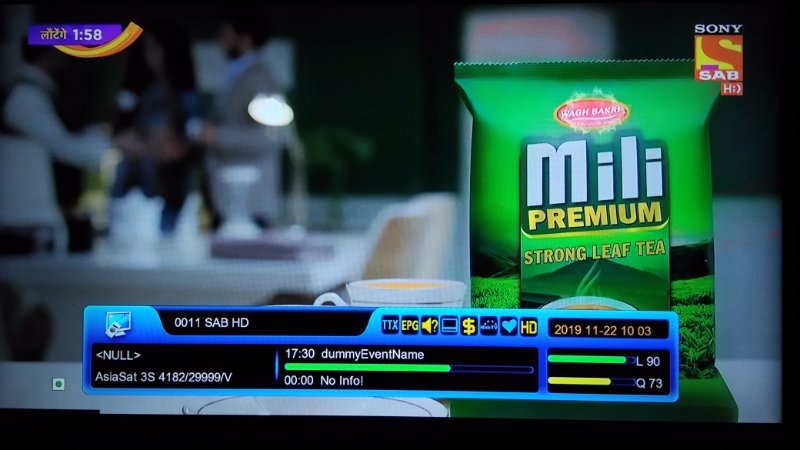 लौटेंगे 1:58
SONY
S
SAB
HD
WAGH BAKRI
Mili
PREMIUM
STRONG LEAF TEA
0011 SAB HD
TTX EPG $ HD
2019 11-22 10 03
<NULL>
17:30 dummyEventName
L 90
AsiaSat 3S 4182/29999/V
00:00 No Info!
Q 73